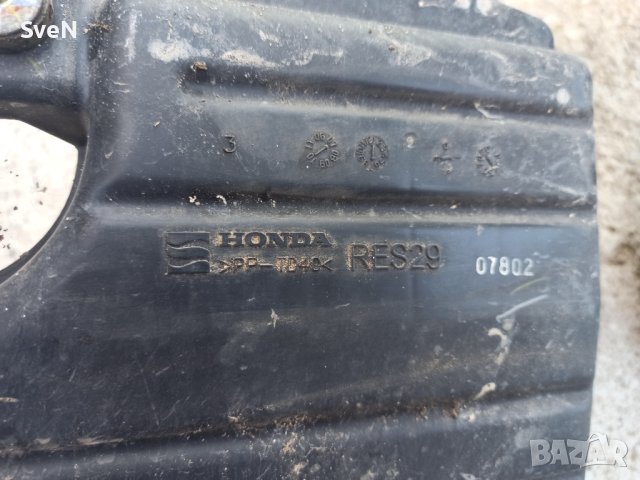 SveN
3
HONDA
>PP-TD40< RES29 07802
BAZAR